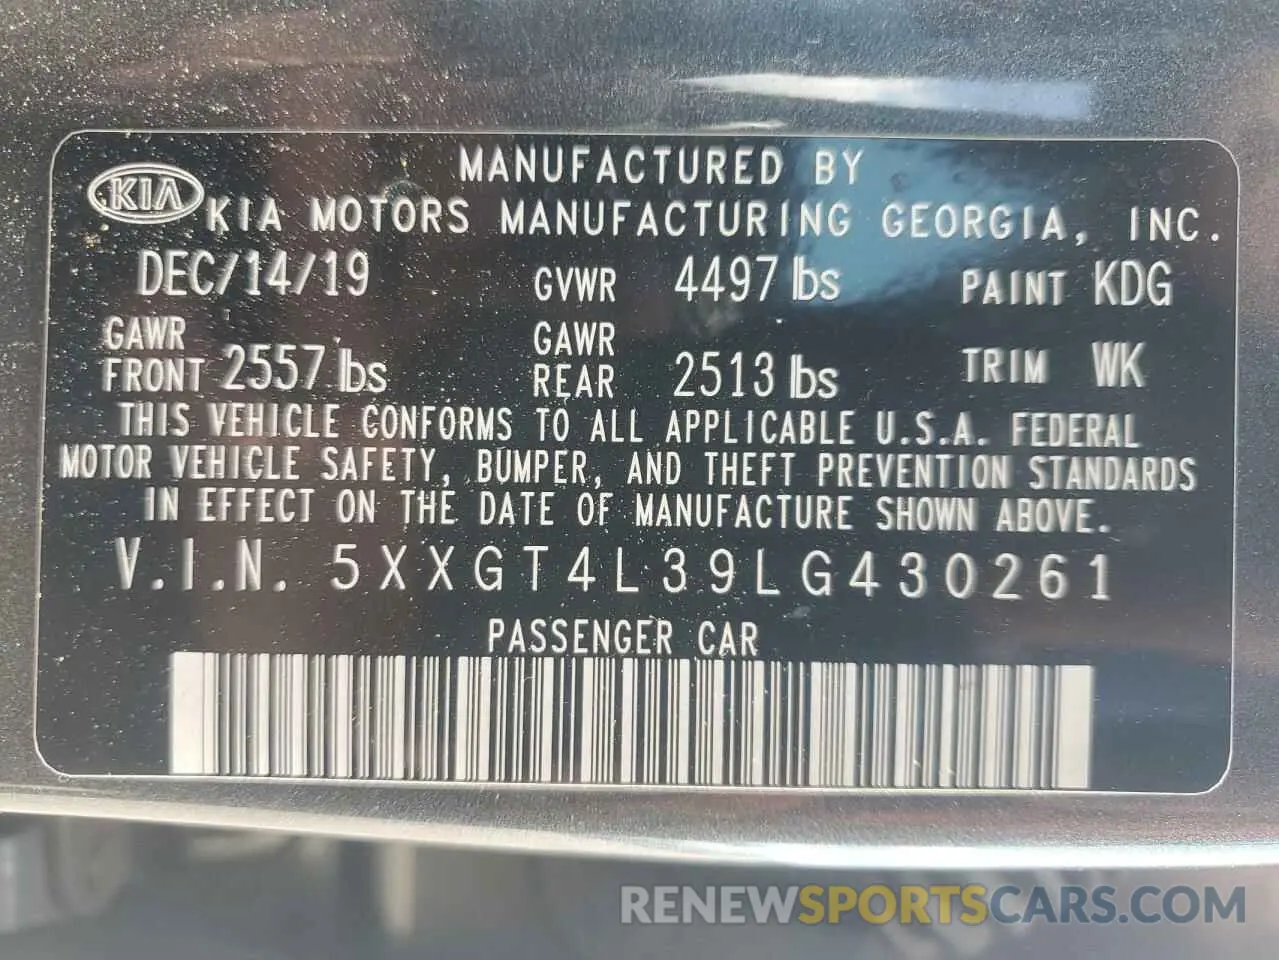 MANUFACTURED BY
KIA KIA MOTORS MANUFACTURING GEORGIA, INC.
DEC/14/19 GVWR 4497 lbs PAINT KDG
GAWR FRONT 2557 lbs GAWR REAR 2513 lbs TRIM WK
THIS VEHICLE CONFORMS TO ALL APPLICABLE U.S.A. FEDERAL
MOTOR VEHICLE SAFETY, BUMPER, AND THEFT PREVENTION STANDARDS
IN EFFECT ON THE DATE OF MANUFACTURE SHOWN ABOVE.
V.I.N. 5XXGT4L39LG430261
PASSENGER CAR
RENEWSPORTSCARS.COM